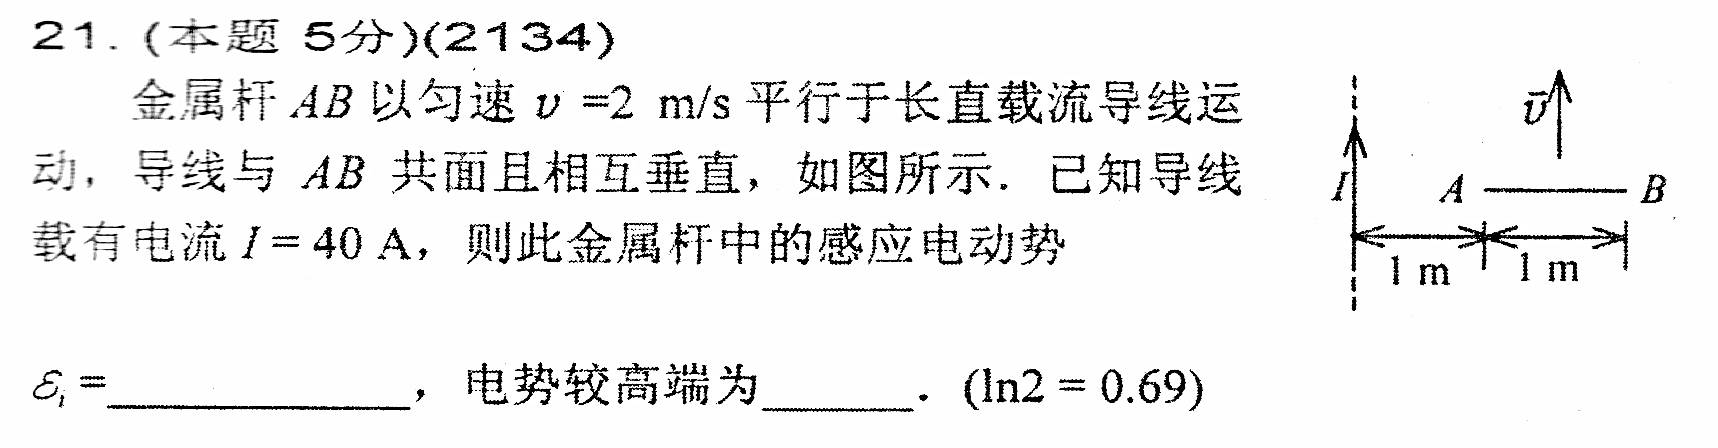 21. (本题 5分)(2134)
金属杆 AB 以匀速 υ =2 m/s 平行于长直载流导线运
动，导线与 AB 共面且相互垂直，如图所示．已知导线
载有电流 I = 40 A，则此金属杆中的感应电动势
εi =____________，电势较高端为______．(ln2 = 0.69)
υ⃗
I
A
B
1 m
1 m